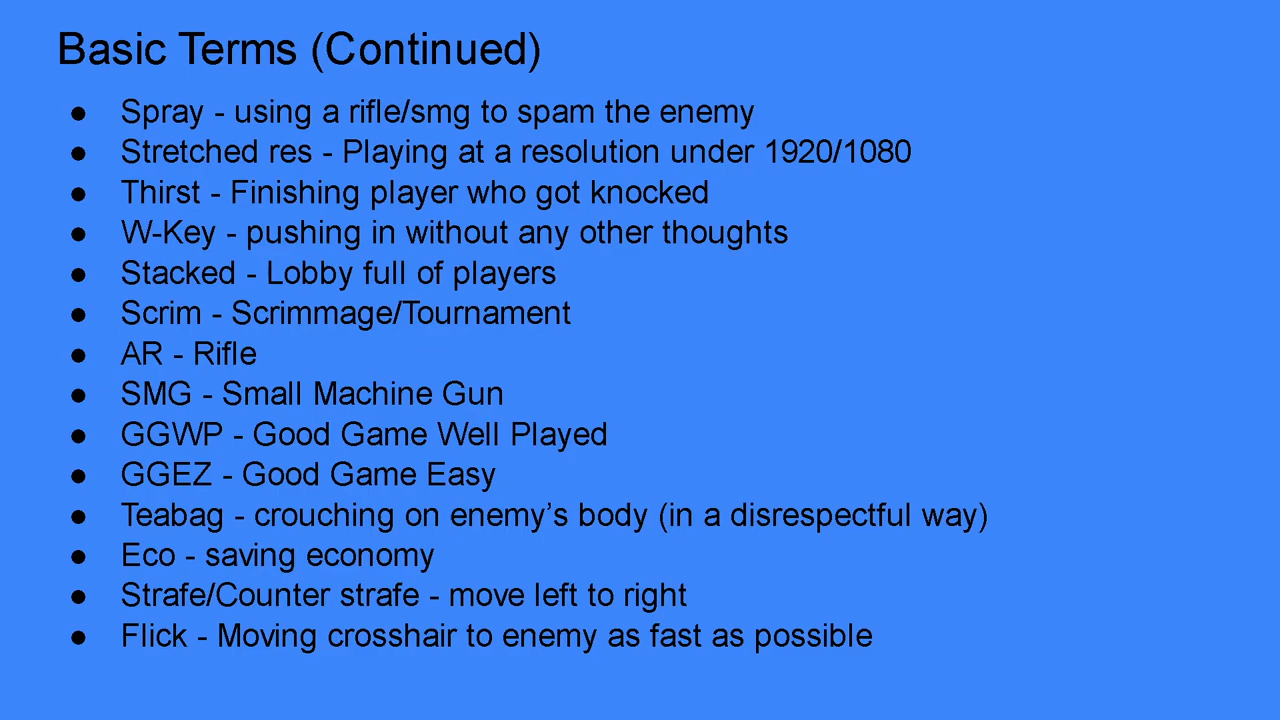 Basic Terms (Continued)
● Spray - using a rifle/smg to spam the enemy
● Stretched res - Playing at a resolution under 1920/1080
● Thirst - Finishing player who got knocked
● W-Key - pushing in without any other thoughts
● Stacked - Lobby full of players
● Scrim - Scrimmage/Tournament
● AR - Rifle
● SMG - Small Machine Gun
● GGWP - Good Game Well Played
● GGEZ - Good Game Easy
● Teabag - crouching on enemy’s body (in a disrespectful way)
● Eco - saving economy
● Strafe/Counter strafe - move left to right
● Flick - Moving crosshair to enemy as fast as possible